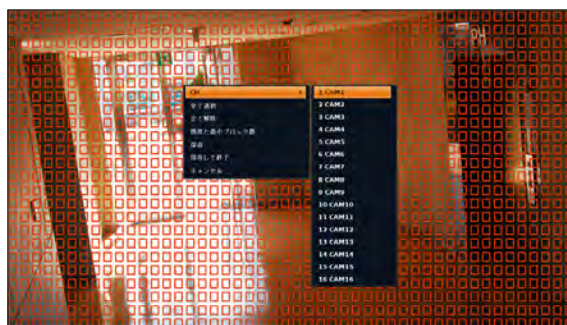 CH
全て選択
全て解除
感度と最小ブロック数
保存
保存して終了
キャンセル
1 CAM1
2 CAM2
3 CAM3
4 CAM4
5 CAM5
6 CAM6
7 CAM7
8 CAM8
9 CAM9
10 CAM10
11 CAM11
12 CAM12
13 CAM13
14 CAM14
15 CAM15
16 CAM16